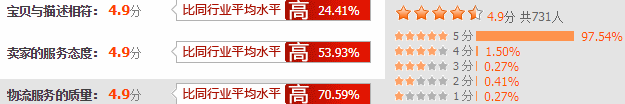 宝贝与描述相符： 4.9分 比同行业平均水平 高 24.41%
卖家的服务态度： 4.9分 比同行业平均水平 高 53.93%
物流服务的质量： 4.9分 比同行业平均水平 高 70.59%
4.9分 共731人
5 分 97.54%
4 分 1.50%
3 分 0.27%
2 分 0.41%
1 分 0.27%